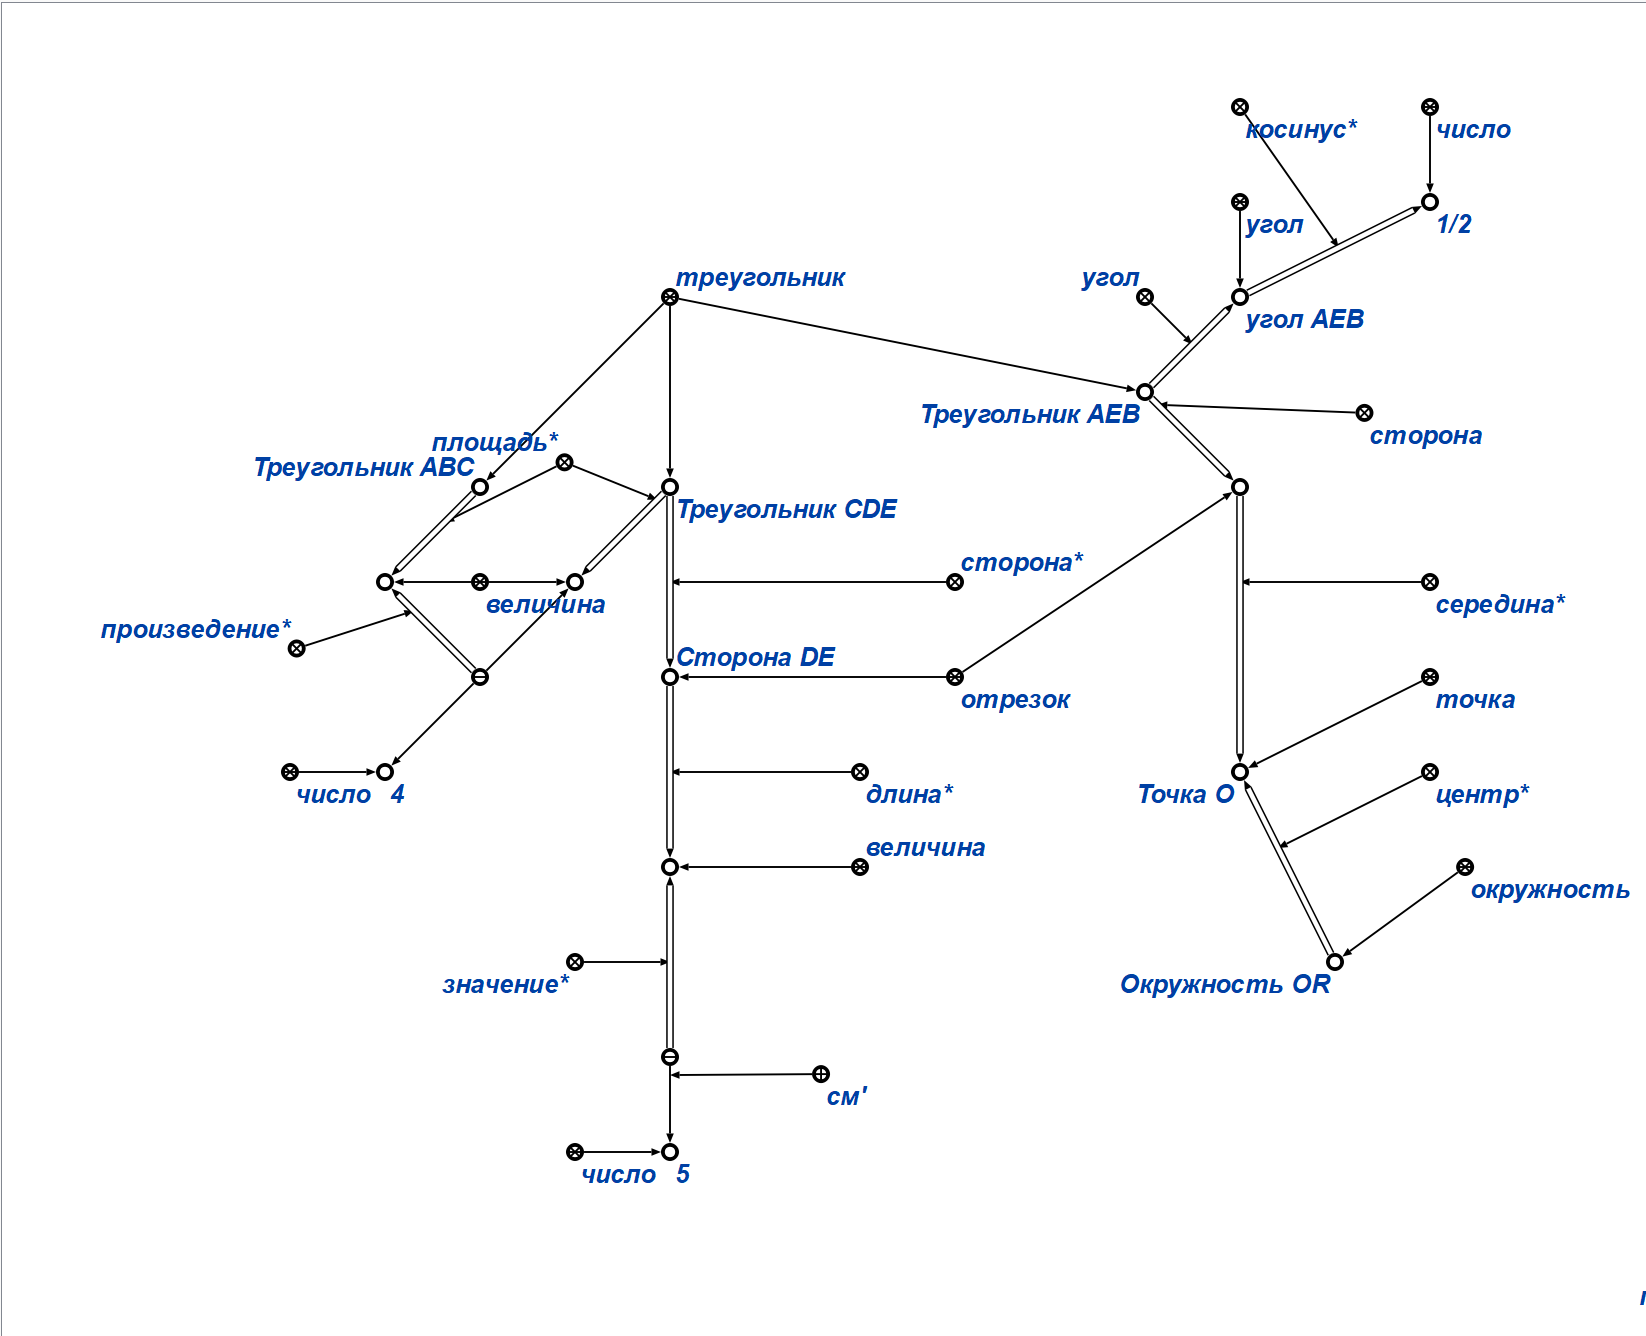 косинус*
число
угол
1/2
треугольник
угол
угол AEB
Треугольник AEB
сторона
площадь*
Треугольник ABC
Треугольник CDE
сторона*
величина
середина*
произведение*
Сторона DE
отрезок
точка
число 4
длина*
Точка O
центр*
величина
окружность
значение*
Окружность OR
см'
число 5